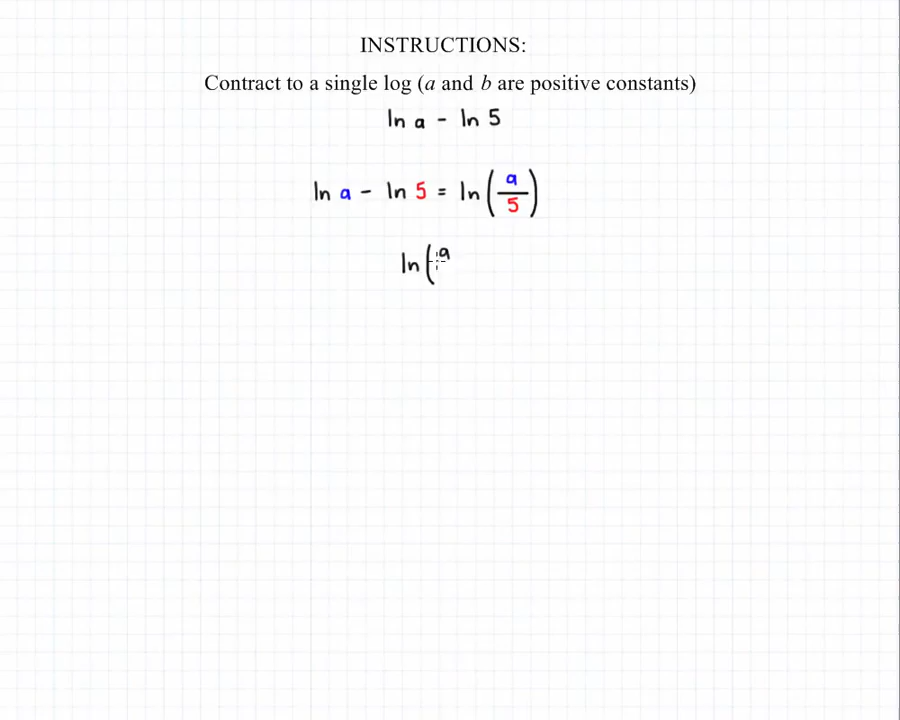 INSTRUCTIONS:
Contract to a single log (a and b are positive constants)
ln a - ln 5
ln a - ln 5 = ln(a/5)
ln(a